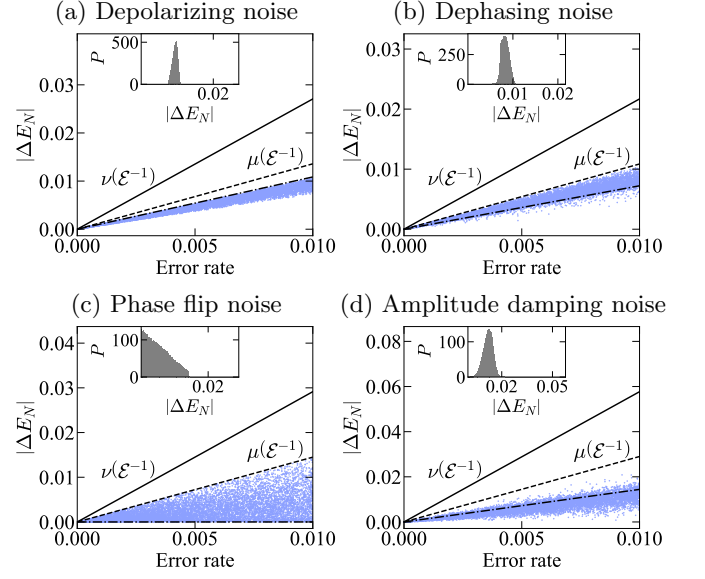 (a) Depolarizing noise
500
0
P
0.02
|ΔE_N|
0.03
0.02
0.01
0.00
|ΔE_N|
ν(ℰ⁻¹)
μ(ℰ⁻¹)
0.000 0.005 0.010
Error rate
(b) Dephasing noise
250
0
P
0.01 0.02
|ΔE_N|
0.03
0.02
0.01
0.00
|ΔE_N|
ν(ℰ⁻¹)
μ(ℰ⁻¹)
0.000 0.005 0.010
Error rate
(c) Phase flip noise
100
0
P
0.02
|ΔE_N|
0.04
0.03
0.02
0.01
0.00
|ΔE_N|
ν(ℰ⁻¹)
μ(ℰ⁻¹)
0.000 0.005 0.010
Error rate
(d) Amplitude damping noise
100
0
P
0.02 0.05
|ΔE_N|
0.08
0.06
0.04
0.02
0.00
|ΔE_N|
ν(ℰ⁻¹)
μ(ℰ⁻¹)
0.000 0.005 0.010
Error rate